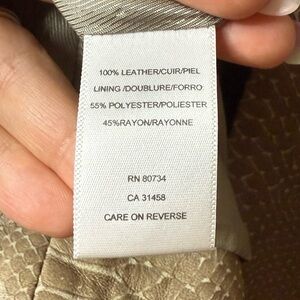 100% LEATHER/CUIR/PIEL
LINING /DOUBLURE/FORRO:
55% POLYESTER/POLIESTER
45%RAYON/RAYONNE
RN 80734
CA 31458
CARE ON REVERSE